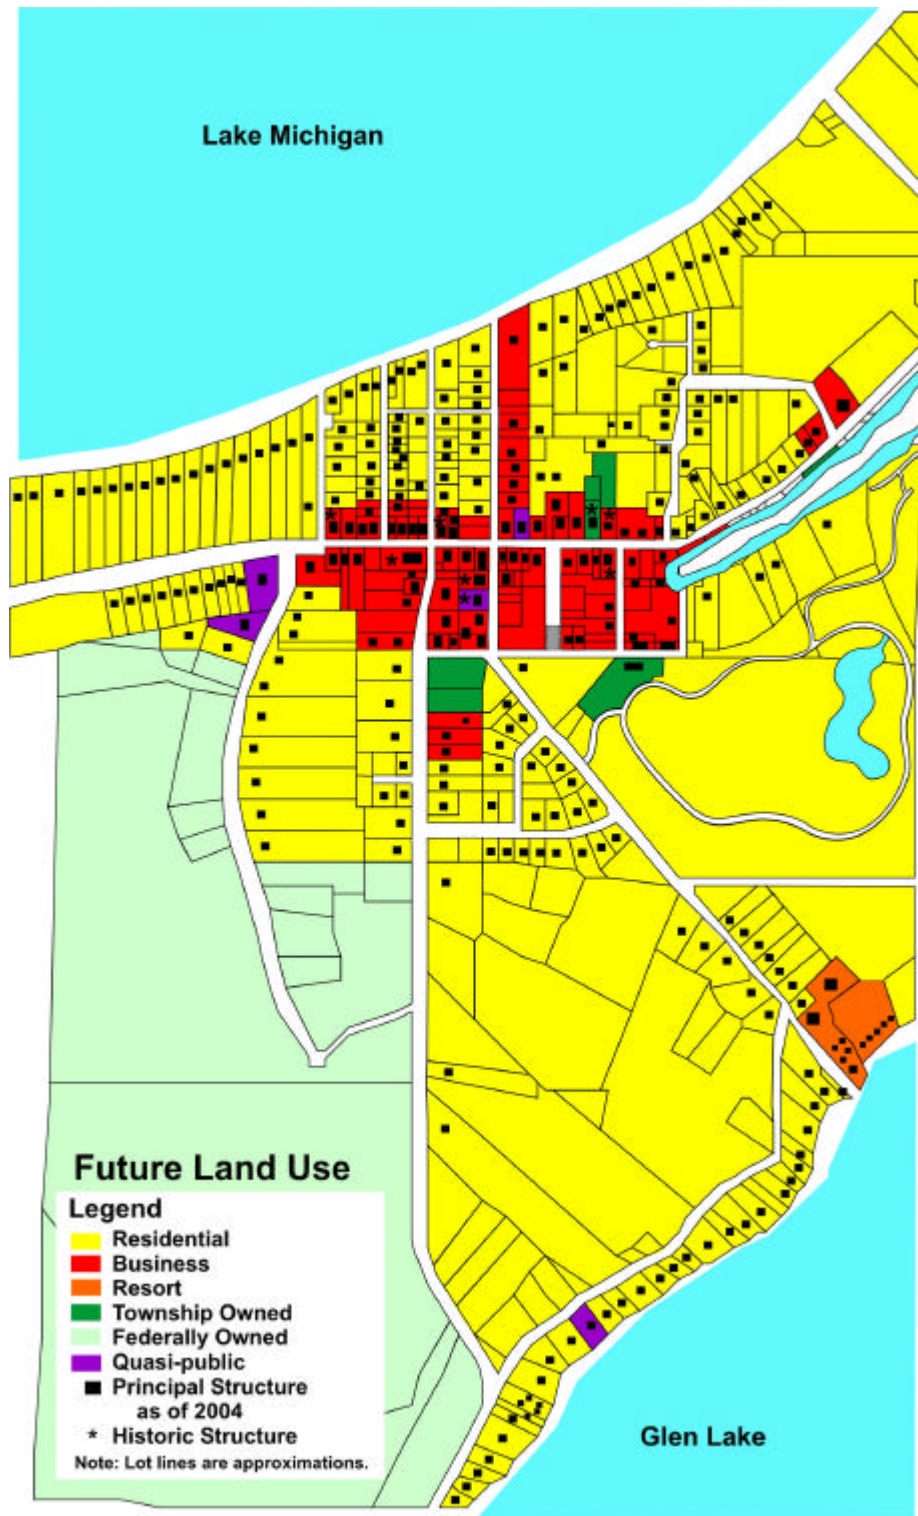 Lake Michigan
Future Land Use
Legend
Residential
Business
Resort
Township Owned
Federally Owned
Quasi-public
Principal Structure
as of 2004
* Historic Structure
Note: Lot lines are approximations.
Glen Lake